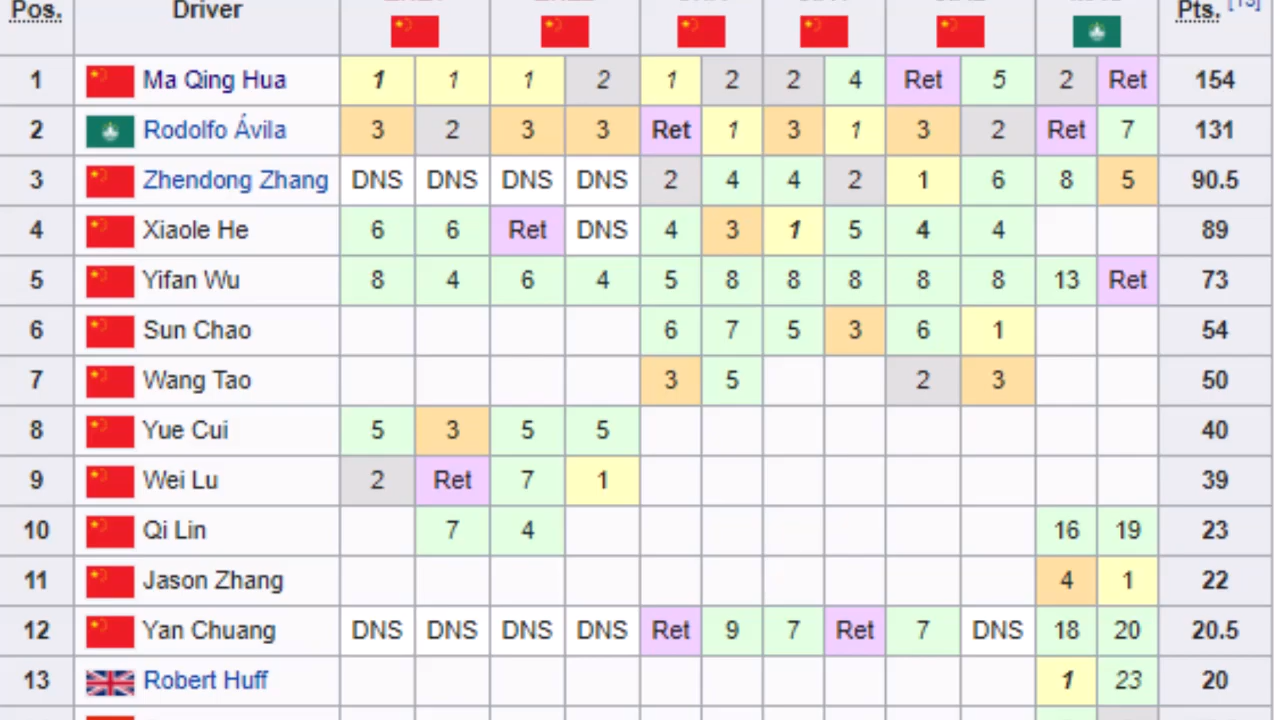 Pos. Driver Pts. [13]
1 Ma Qing Hua 1 1 1 2 1 2 2 4 Ret 5 2 Ret 154
2 Rodolfo Ávila 3 2 3 3 Ret 1 3 1 3 2 Ret 7 131
3 Zhendong Zhang DNS DNS DNS DNS 2 4 4 2 1 6 8 5 90.5
4 Xiaole He 6 6 Ret DNS 4 3 1 5 4 4 89
5 Yifan Wu 8 4 6 4 5 8 8 8 8 8 13 Ret 73
6 Sun Chao 6 7 5 3 6 1 54
7 Wang Tao 3 5 2 3 50
8 Yue Cui 5 3 5 5 40
9 Wei Lu 2 Ret 7 1 39
10 Qi Lin 7 4 16 19 23
11 Jason Zhang 4 1 22
12 Yan Chuang DNS DNS DNS DNS Ret 9 7 Ret 7 DNS 18 20 20.5
13 Robert Huff 1 23 20